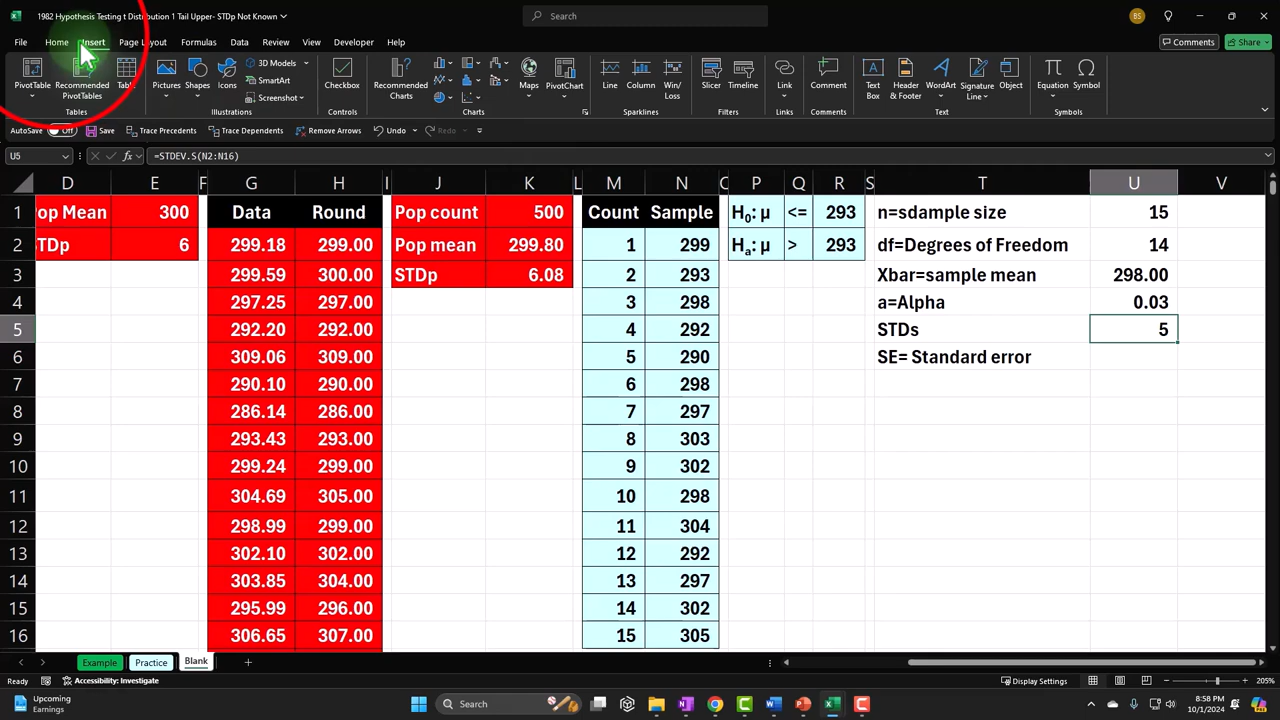 1982 Hypothesis Testing t Distribution 1 Tail Upper- STDp Not Known
Search
BS
File Home Insert Page Layout Formulas Data Review View Developer Help
Comments Share
PivotTable Recommended PivotTables Table
Pictures Shapes Icons 3D Models SmartArt Screenshot
Checkbox
Recommended Charts Maps PivotChart
Line Column Win/Loss
Slicer Timeline
Link Comment
Text Box Header & Footer WordArt Signature Line Object
Equation Symbol
Tables Illustrations Controls Charts Sparklines Filters Links Comments Text Symbols
AutoSave Off Save Trace Precedents Trace Dependents Remove Arrows Undo Redo
U5 fx =STDEV.S(N2:N16)
D E F G H I J K L M N P Q R S T U V
1 op Mean 300 Data Round Pop count 500 Count Sample H0: µ <= 293 n=sdample size 15
2 TDp 6 299.18 299.00 Pop mean 299.80 1 299 Ha: µ > 293 df=Degrees of Freedom 14
3 299.59 300.00 STDp 6.08 2 293 Xbar=sample mean 298.00
4 297.25 297.00 3 298 a=Alpha 0.03
5 292.20 292.00 4 292 STDs 5
6 309.06 309.00 5 290 SE= Standard error
7 290.10 290.00 6 298
8 286.14 286.00 7 297
9 293.43 293.00 8 303
10 299.24 299.00 9 302
11 304.69 305.00 10 298
12 298.99 299.00 11 304
13 302.10 302.00 12 292
14 303.85 304.00 13 297
15 295.99 296.00 14 302
16 306.65 307.00 15 305
Example Practice Blank
Ready Accessibility: Investigate Display Settings 205%
Upcoming
Earnings
Search
8:58 PM
10/1/2024